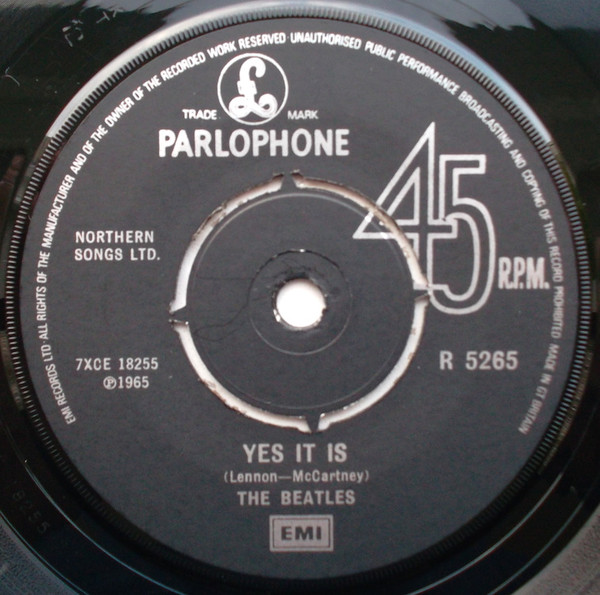 EMI RECORDS LTD ALL RIGHTS OF THE MANUFACTURER AND OF THE OWNER OF THE RECORDED WORK RESERVED UNAUTHORISED PUBLIC PERFORMANCE BROADCASTING AND COPYING OF THIS RECORD PROHIBITED MADE IN GT BRITAIN
£
TRADE MARK
PARLOPHONE
45 R.P.M.
NORTHERN
SONGS LTD.
7XCE 18255
℗1965
R 5265
YES IT IS
(Lennon—McCartney)
THE BEATLES
EMI